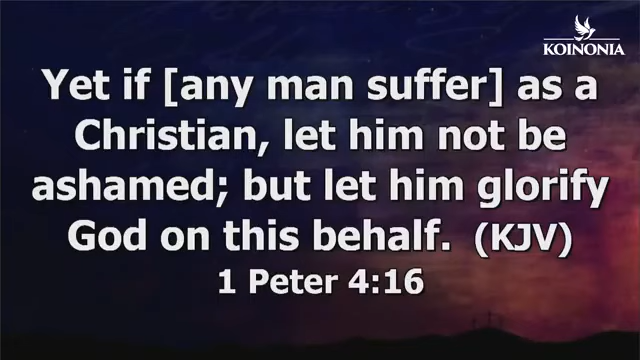 KOINONIA
Yet if [any man suffer] as a
Christian, let him not be
ashamed; but let him glorify
God on this behalf. (KJV)
1 Peter 4:16